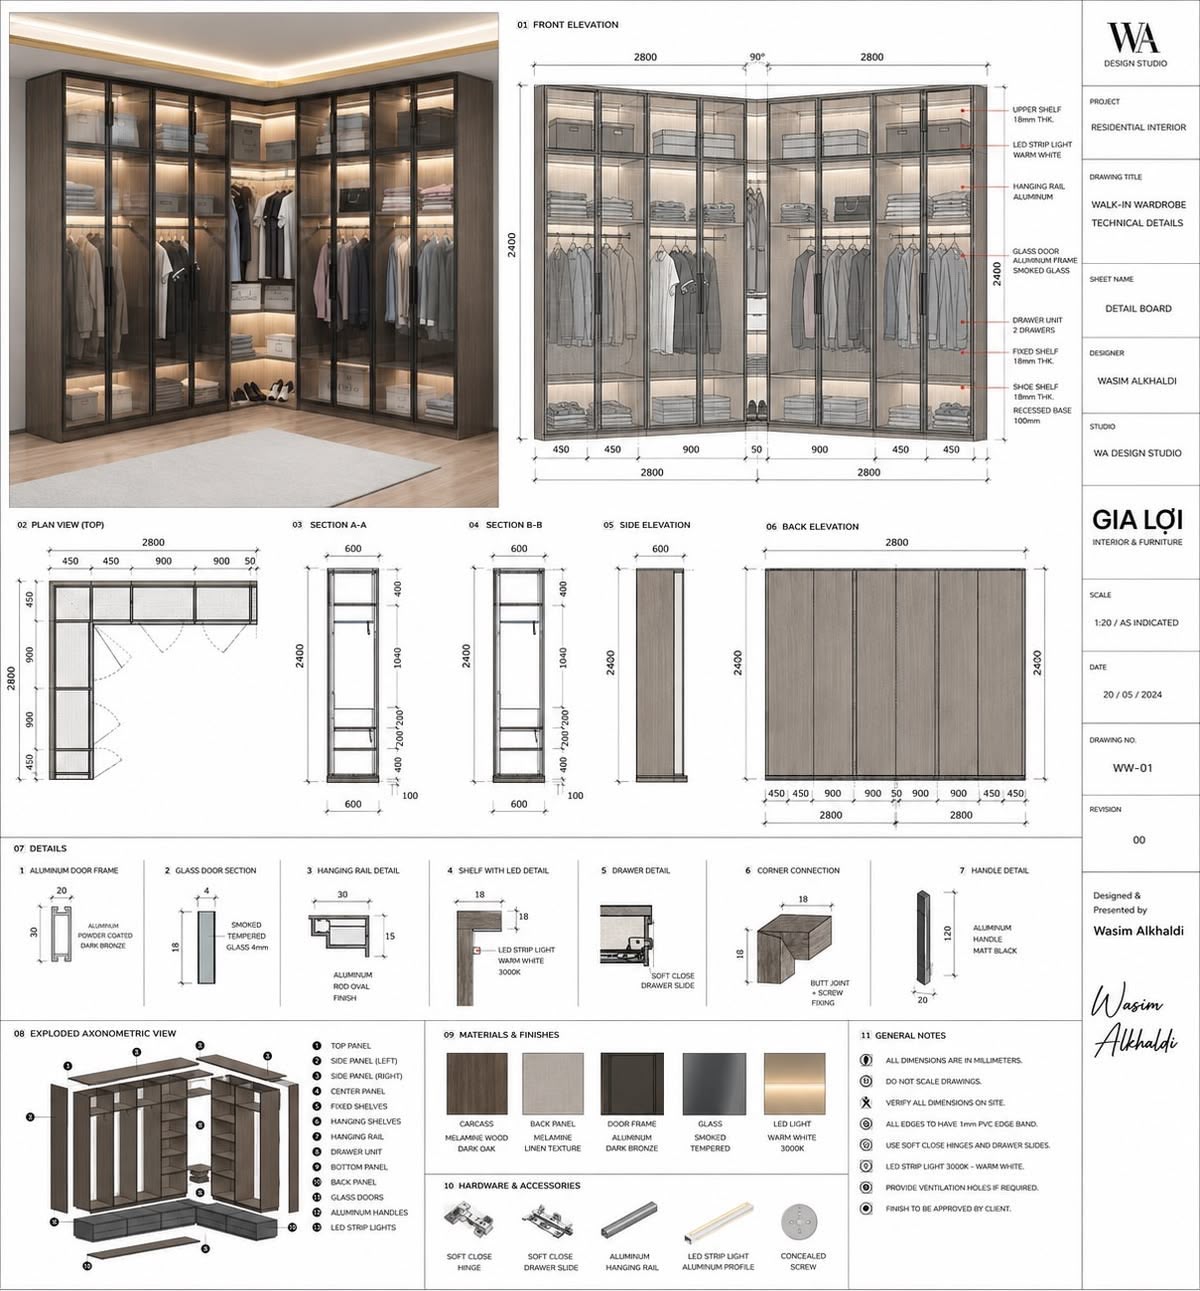 01 FRONT ELEVATION
2800
90°
2800
2400
2400
UPPER SHELF
18mm THK.
LED STRIP LIGHT
WARM WHITE
HANGING RAIL
ALUMINUM
GLASS DOOR
ALUMINUM FRAME
SMOKED GLASS
DRAWER UNIT
2 DRAWERS
FIXED SHELF
18mm THK.
SHOE SHELF
18mm THK.
RECESSED BASE
100mm
450 450 900 50 900 450 450
2800 2800
02 PLAN VIEW (TOP)
2800
450 450 900 900 50
450
900
900
450
2800
03 SECTION A-A
600
2400
400
1040
200
200
400
100
600
04 SECTION B-B
600
2400
400
1040
200
200
400
100
600
05 SIDE ELEVATION
600
2400
06 BACK ELEVATION
2800
2400
2400
450 450 900 900 50 900 900 450 450
2800 2800
07 DETAILS
1 ALUMINUM DOOR FRAME
20
30
ALUMINUM
POWDER COATED
DARK BRONZE
2 GLASS DOOR SECTION
4
18
SMOKED
TEMPERED
GLASS 4mm
3 HANGING RAIL DETAIL
30
15
ALUMINUM
ROD OVAL
FINISH
4 SHELF WITH LED DETAIL
18
18
LED STRIP LIGHT
WARM WHITE
3000K
5 DRAWER DETAIL
SOFT CLOSE
DRAWER SLIDE
6 CORNER CONNECTION
18
18
BUTT JOINT
+ SCREW
FIXING
7 HANDLE DETAIL
120
20
ALUMINUM
HANDLE
MATT BLACK
08 EXPLODED AXONOMETRIC VIEW
1 TOP PANEL
2 SIDE PANEL (LEFT)
3 SIDE PANEL (RIGHT)
4 CENTER PANEL
5 FIXED SHELVES
6 HANGING SHELVES
7 HANGING RAIL
8 DRAWER UNIT
9 BOTTOM PANEL
10 BACK PANEL
11 GLASS DOORS
12 ALUMINUM HANDLES
13 LED STRIP LIGHTS
09 MATERIALS & FINISHES
CARCASS
MELAMINE WOOD
DARK OAK
BACK PANEL
MELAMINE
LINEN TEXTURE
DOOR FRAME
ALUMINUM
DARK BRONZE
GLASS
SMOKED
TEMPERED
LED LIGHT
WARM WHITE
3000K
10 HARDWARE & ACCESSORIES
SOFT CLOSE
HINGE
SOFT CLOSE
DRAWER SLIDE
ALUMINUM
HANGING RAIL
LED STRIP LIGHT
ALUMINUM PROFILE
CONCEALED
SCREW
11 GENERAL NOTES
ALL DIMENSIONS ARE IN MILLIMETERS.
DO NOT SCALE DRAWINGS.
VERIFY ALL DIMENSIONS ON SITE.
ALL EDGES TO HAVE 1mm PVC EDGE BAND.
USE SOFT CLOSE HINGES AND DRAWER SLIDES.
LED STRIP LIGHT 3000K - WARM WHITE.
PROVIDE VENTILATION HOLES IF REQUIRED.
FINISH TO BE APPROVED BY CLIENT.
WA
DESIGN STUDIO
PROJECT
RESIDENTIAL INTERIOR
DRAWING TITLE
WALK-IN WARDROBE
TECHNICAL DETAILS
SHEET NAME
DETAIL BOARD
DESIGNER
WASIM ALKHALDI
STUDIO
WA DESIGN STUDIO
GIA LỢI
INTERIOR & FURNITURE
SCALE
1:20 / AS INDICATED
DATE
20 / 05 / 2024
DRAWING NO.
WW-01
REVISION
00
Designed &
Presented by
Wasim Alkhaldi
Wasim
Alkhaldi